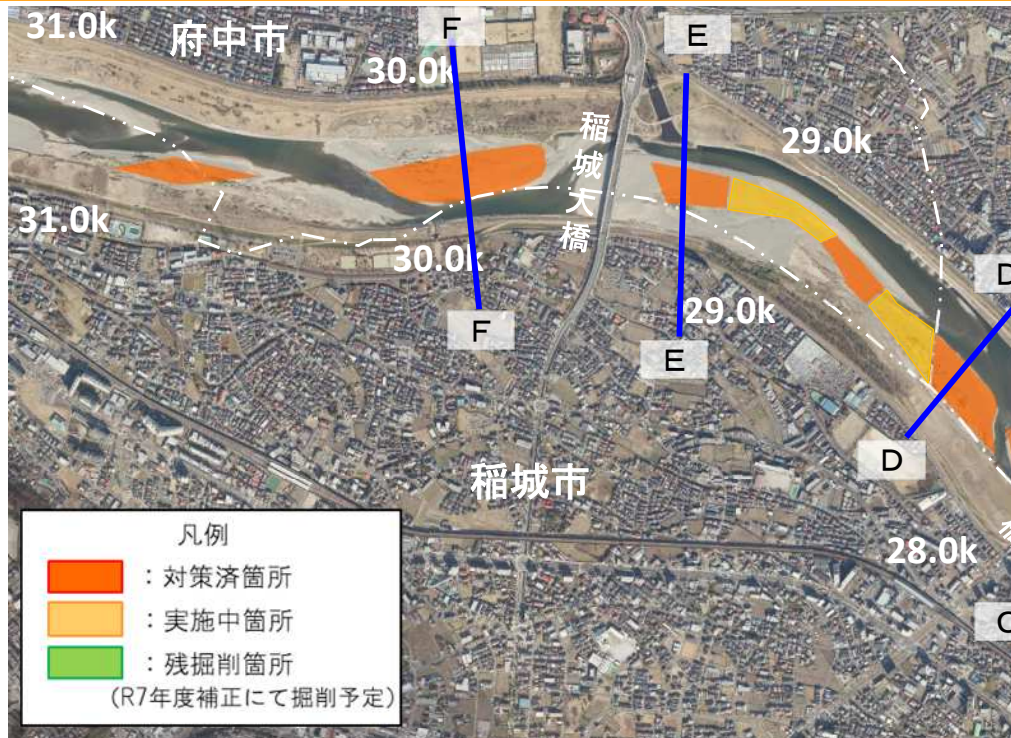 31.0k
府中市
F
30.0k
E
稲城大橋
29.0k
31.0k
30.0k
D
29.0k
F
E
D
稲城市
28.0k
C
凡例
：対策済箇所
：実施中箇所
：残掘削箇所
(R7年度補正にて掘削予定)